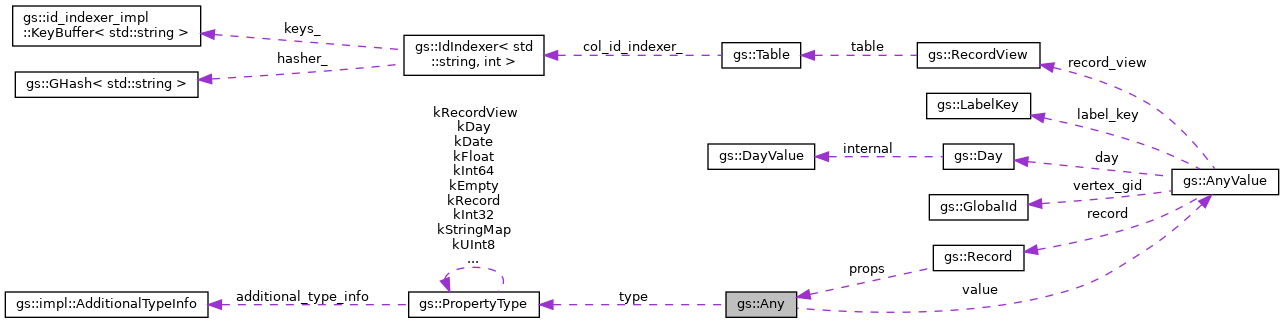 gs::id_indexer_impl
::KeyBuffer< std::string >
keys_
gs::IdIndexer< std
::string, int >
hasher_
gs::GHash< std::string >
col_id_indexer_
gs::Table
table
gs::RecordView
record_view
gs::LabelKey
label_key
gs::DayValue
internal
gs::Day
day
gs::AnyValue
vertex_gid
gs::GlobalId
record
gs::Record
props
value
kRecordView
kDay
kDate
kFloat
kInt64
kEmpty
kRecord
kInt32
kStringMap
kUInt8
...
gs::impl::AdditionalTypeInfo
additional_type_info
gs::PropertyType
type
gs::Any